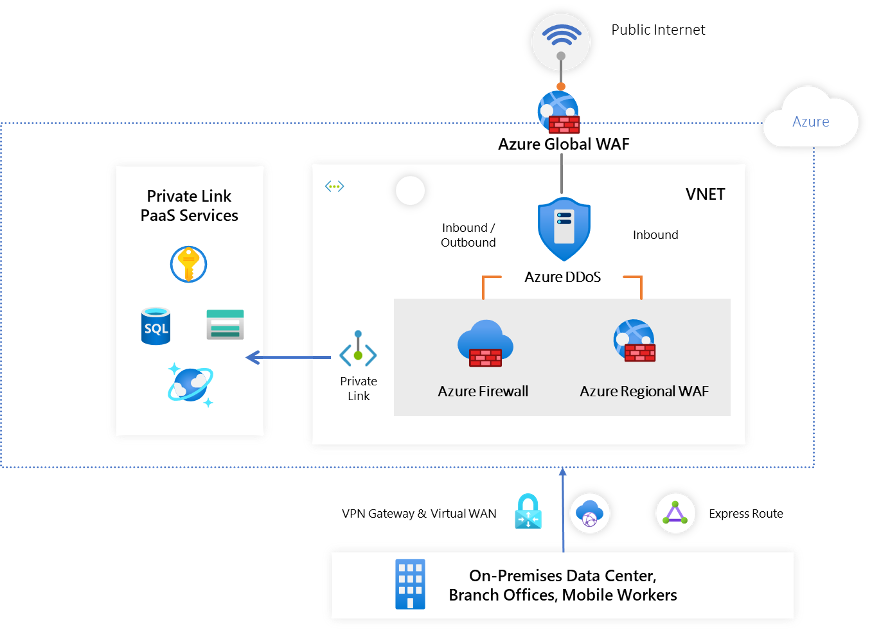 Public Internet
Azure
Azure Global WAF
Private Link
PaaS Services
SQL
VNET
Inbound /
Outbound
Inbound
Azure DDoS
Private
Link
Azure Firewall
Azure Regional WAF
VPN Gateway & Virtual WAN
Express Route
On-Premises Data Center,
Branch Offices, Mobile Workers